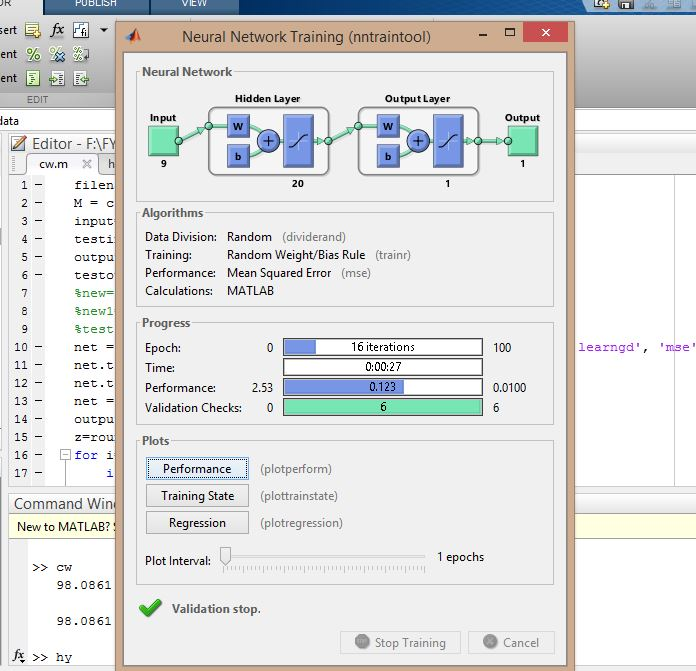 PUBLISH VIEW
Neural Network Training (nntraintool)
EDIT
Editor - F:\FY
cw.m
1 filen
2 M = c
3 input
4 testi
5 outpu
6 testo
7 %new=
8 %new1
9 %test
10 net = learngd', 'mse'
11 net.t
12 net.t
13 net =
14 outpu
15 z=rou
16 for i
17 i
Command Win
New to MATLAB? S
>> cw
98.0861
98.0861
fx >> hy
Neural Network
Hidden Layer Output Layer
Input Output
W W
b b
+ +
9 20 1 1
Algorithms
Data Division: Random (dividerand)
Training: Random Weight/Bias Rule (trainr)
Performance: Mean Squared Error (mse)
Calculations: MATLAB
Progress
Epoch: 0 16 iterations 100
Time: 0:00:27
Performance: 2.53 0.123 0.0100
Validation Checks: 0 6 6
Plots
Performance (plotperform)
Training State (plottrainstate)
Regression (plotregression)
Plot Interval: 1 epochs
Validation stop.
Stop Training Cancel